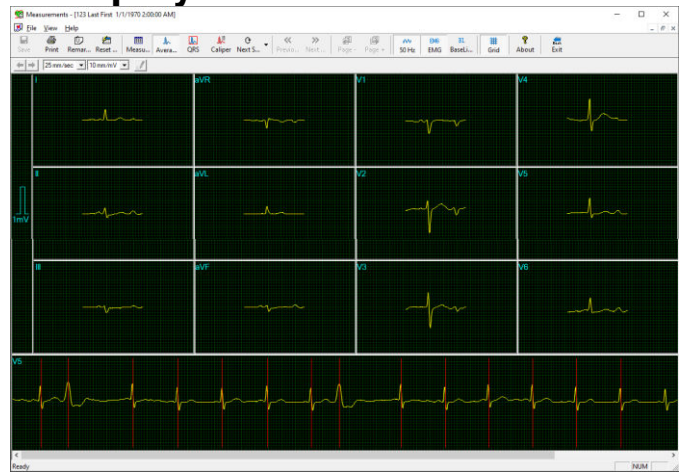 Measurements - [123 Last First 1/1/1970 2:00:00 AM]
File View Help
Save Print Remar... Reset ... Measu... Avera... QRS Caliper Next S... Previo... Next ... Page - Page + 50 Hz EMG BaseLi... Grid About Exit
25 mm/sec 10 mm/mV
I aVR V1 V4
II aVL V2 V5
1mV
III aVF V3 V6
V5
Ready NUM